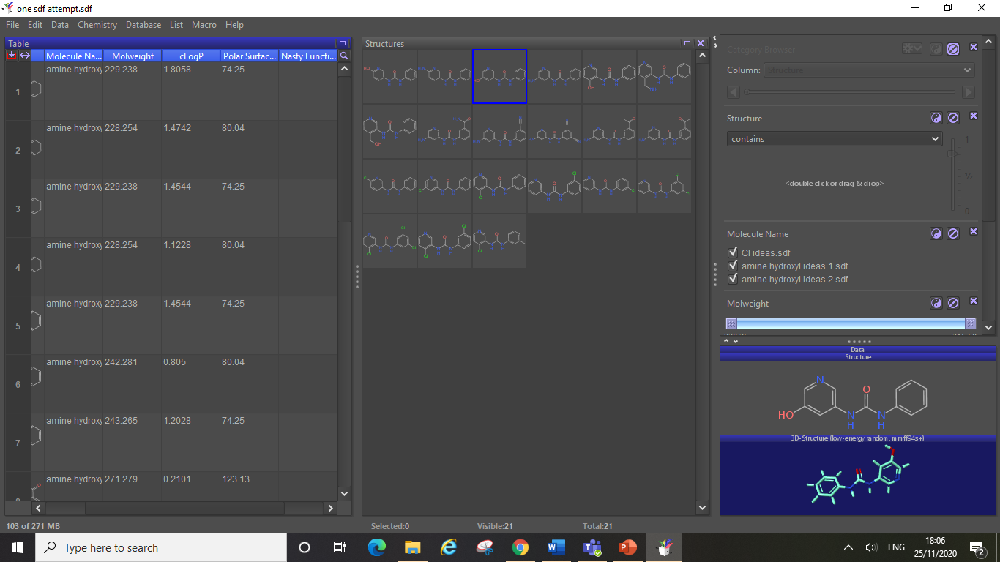 one sdf attempt.sdf
File Edit Data Chemistry Database List Macro Help
Table
Molecule Na... Molweight cLogP Polar Surfac... Nasty Functi...
1 amine hydroxy 229.238 1.8058 74.25
2 amine hydroxy 228.254 1.4742 80.04
3 amine hydroxy 229.238 1.4544 74.25
4 amine hydroxy 228.254 1.1228 80.04
5 amine hydroxy 229.238 1.4544 74.25
6 amine hydroxy 242.281 0.805 80.04
7 amine hydroxy 243.265 1.2028 74.25
amine hydroxy 271.279 0.2101 123.13
103 of 271 MB
Structures
Selected:0 Visible:21 Total:21
Category Browser
Column: Structure
Structure
contains
1
½
0
<double click or drag & drop>
Molecule Name
Cl ideas.sdf
amine hydroxyl ideas 1.sdf
amine hydroxyl ideas 2.sdf
Molweight
Data
Structure
N
O
HO
N
H
N
H
3D-Structure (low-energy random, mmff94s+)
Type here to search
ENG
18:06
25/11/2020
2